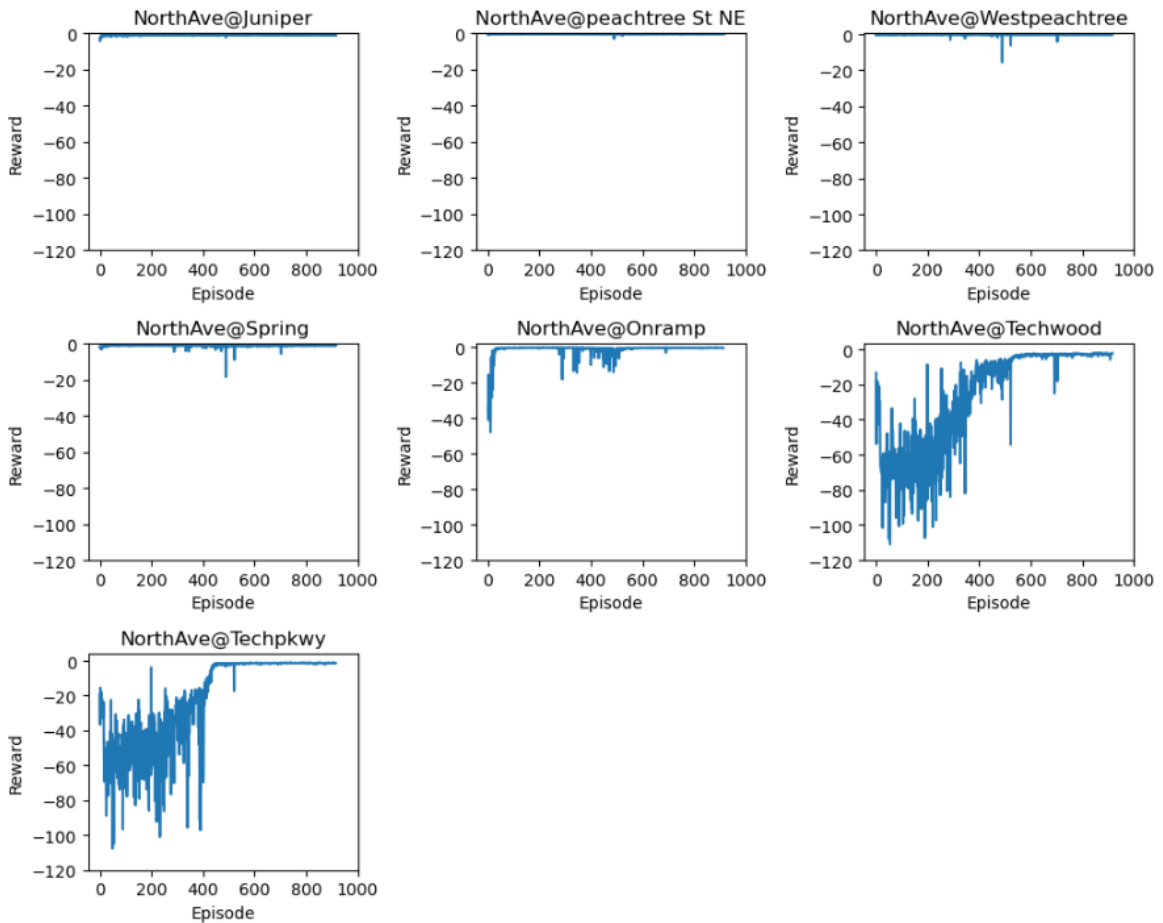 NorthAve@Juniper
0
−20
−40
−60
−80
−100
−120
Reward
0 200 400 600 800 1000
Episode
NorthAve@peachtree St NE
0
−20
−40
−60
−80
−100
−120
Reward
0 200 400 600 800 1000
Episode
NorthAve@Westpeachtree
0
−20
−40
−60
−80
−100
−120
Reward
0 200 400 600 800 1000
Episode
NorthAve@Spring
0
−20
−40
−60
−80
−100
−120
Reward
0 200 400 600 800 1000
Episode
NorthAve@Onramp
0
−20
−40
−60
−80
−100
−120
Reward
0 200 400 600 800 1000
Episode
NorthAve@Techwood
0
−20
−40
−60
−80
−100
−120
Reward
0 200 400 600 800 1000
Episode
NorthAve@Techpkwy
0
−20
−40
−60
−80
−100
−120
Reward
0 200 400 600 800 1000
Episode